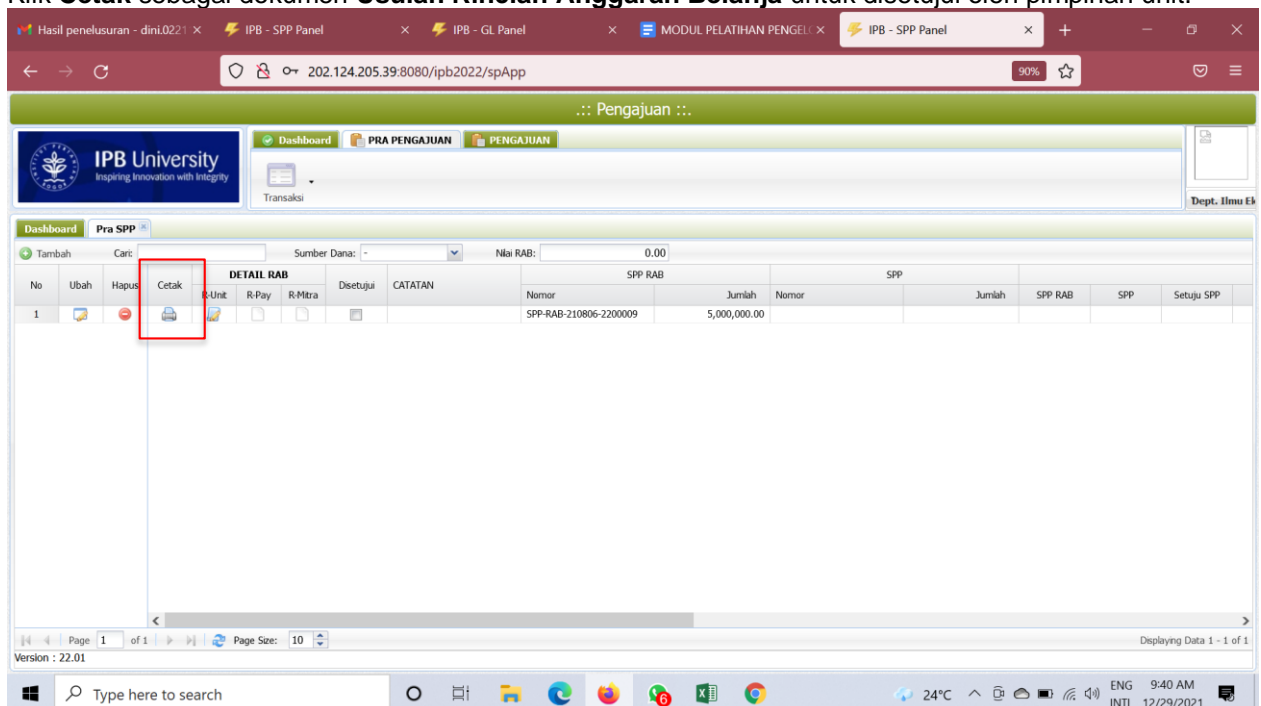 Klik Cetak sebagai dokumen Usulan Rincian Anggaran Belanja untuk disetujui oleh pimpinan unit.
Hasil penelusuran - dini.0221 IPB - SPP Panel IPB - GL Panel MODUL PELATIHAN PENGELO IPB - SPP Panel
202.124.205.39:8080/ipb2022/spApp 90%
.:: Pengajuan ::.
IPB University
Inspiring Innovation with Integrity
Dashboard PRA PENGAJUAN PENGAJUAN
Transaksi
Dept. Ilmu Ek
Dashboard Pra SPP
Tambah Cari: Sumber Dana: - Nilai RAB: 0.00
No Ubah Hapus Cetak DETAIL RAB Disetujui CATATAN SPP RAB SPP
R-Unit R-Pay R-Mitra Nomor Jumlah Nomor Jumlah SPP RAB SPP Setuju SPP
1 SPP-RAB-210806-2200009 5,000,000.00
Page 1 of 1 Page Size: 10 Displaying Data 1 - 1 of 1
Version : 22.01
Type here to search 6 24°C ENG 9:40 AM
INTL 12/29/2021